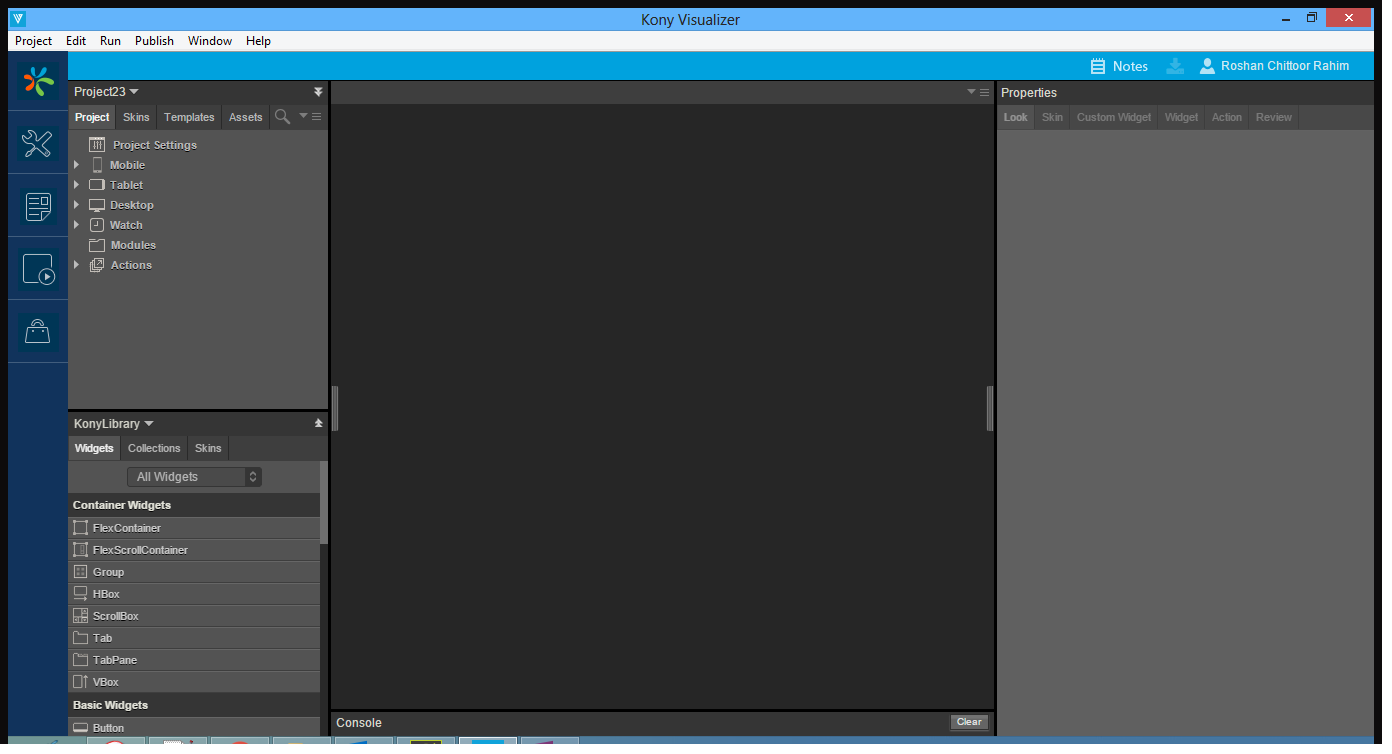 Kony Visualizer
Project Edit Run Publish Window Help
Notes Roshan Chittoor Rahim
Project23
Project Skins Templates Assets
Project Settings
Mobile
Tablet
Desktop
Watch
Modules
Actions
KonyLibrary
Widgets Collections Skins
All Widgets
Container Widgets
FlexContainer
FlexScrollContainer
Group
HBox
ScrollBox
Tab
TabPane
VBox
Basic Widgets
Button
Console Clear
Properties
Look Skin Custom Widget Widget Action Review